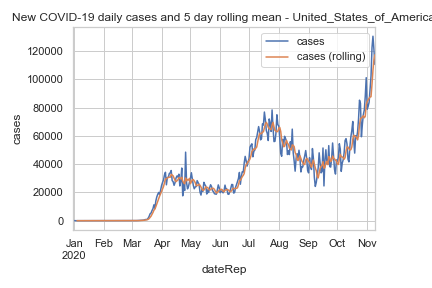 New COVID-19 daily cases and 5 day rolling mean - United_States_of_America
cases
cases (rolling)
120000
100000
80000
60000
40000
20000
0
cases
Jan Feb Mar Apr May Jun Jul Aug Sep Oct Nov
2020
dateRep